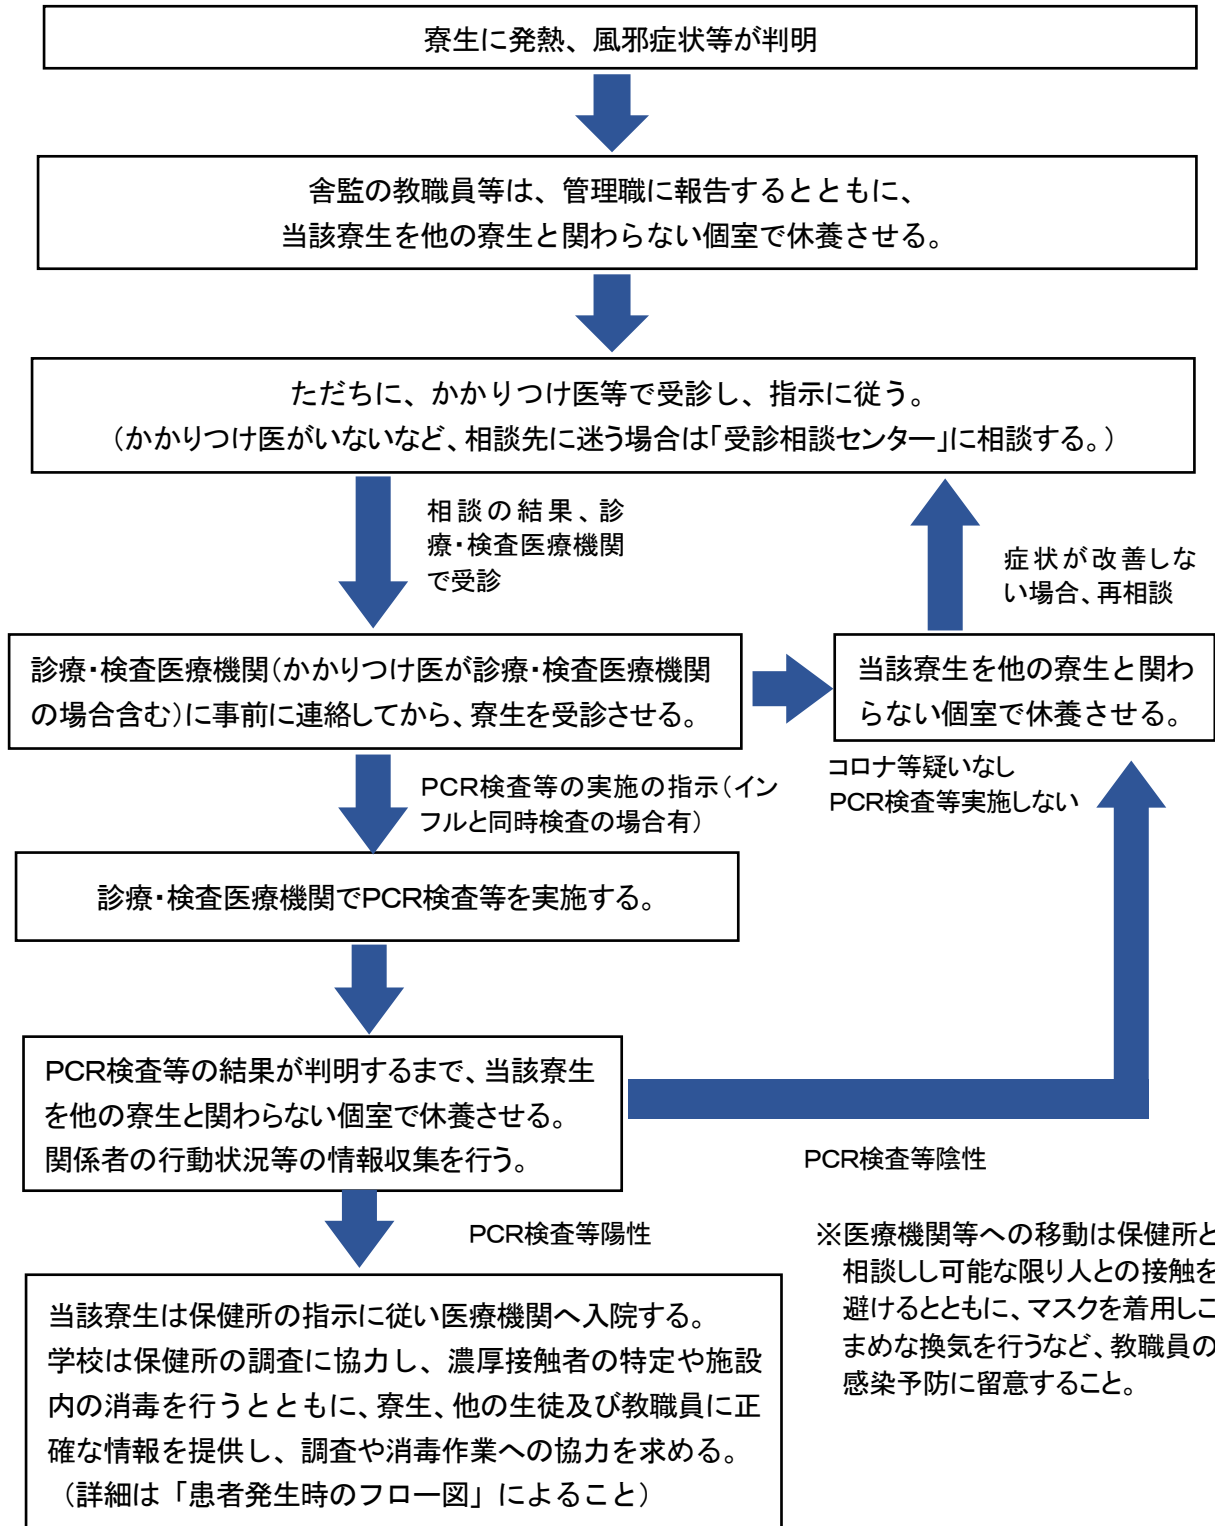 寮生に発熱、風邪症状等が判明
舎監の教職員等は、管理職に報告するとともに、
当該寮生を他の寮生と関わらない個室で休養させる。
ただちに、かかりつけ医等で受診し、指示に従う。
（かかりつけ医がいないなど、相談先に迷う場合は「受診相談センター」に相談する。）
相談の結果、診
療・検査医療機関
で受診
症状が改善しな
い場合、再相談
診療・検査医療機関（かかりつけ医が診療・検査医療機関
の場合含む）に事前に連絡してから、寮生を受診させる。
当該寮生を他の寮生と関わ
らない個室で休養させる。
コロナ等疑いなし
PCR検査等実施しない
PCR検査等の実施の指示（イン
フルと同時検査の場合有）
診療・検査医療機関でPCR検査等を実施する。
PCR検査等の結果が判明するまで、当該寮生
を他の寮生と関わらない個室で休養させる。
関係者の行動状況等の情報収集を行う。
PCR検査等陰性
PCR検査等陽性
※医療機関等への移動は保健所と
相談しし可能な限り人との接触を
避けるとともに、マスクを着用しこ
まめな換気を行うなど、教職員の
感染予防に留意すること。
当該寮生は保健所の指示に従い医療機関へ入院する。
学校は保健所の調査に協力し、濃厚接触者の特定や施設
内の消毒を行うとともに、寮生、他の生徒及び教職員に正
確な情報を提供し、調査や消毒作業への協力を求める。
（詳細は「患者発生時のフロー図」によること）